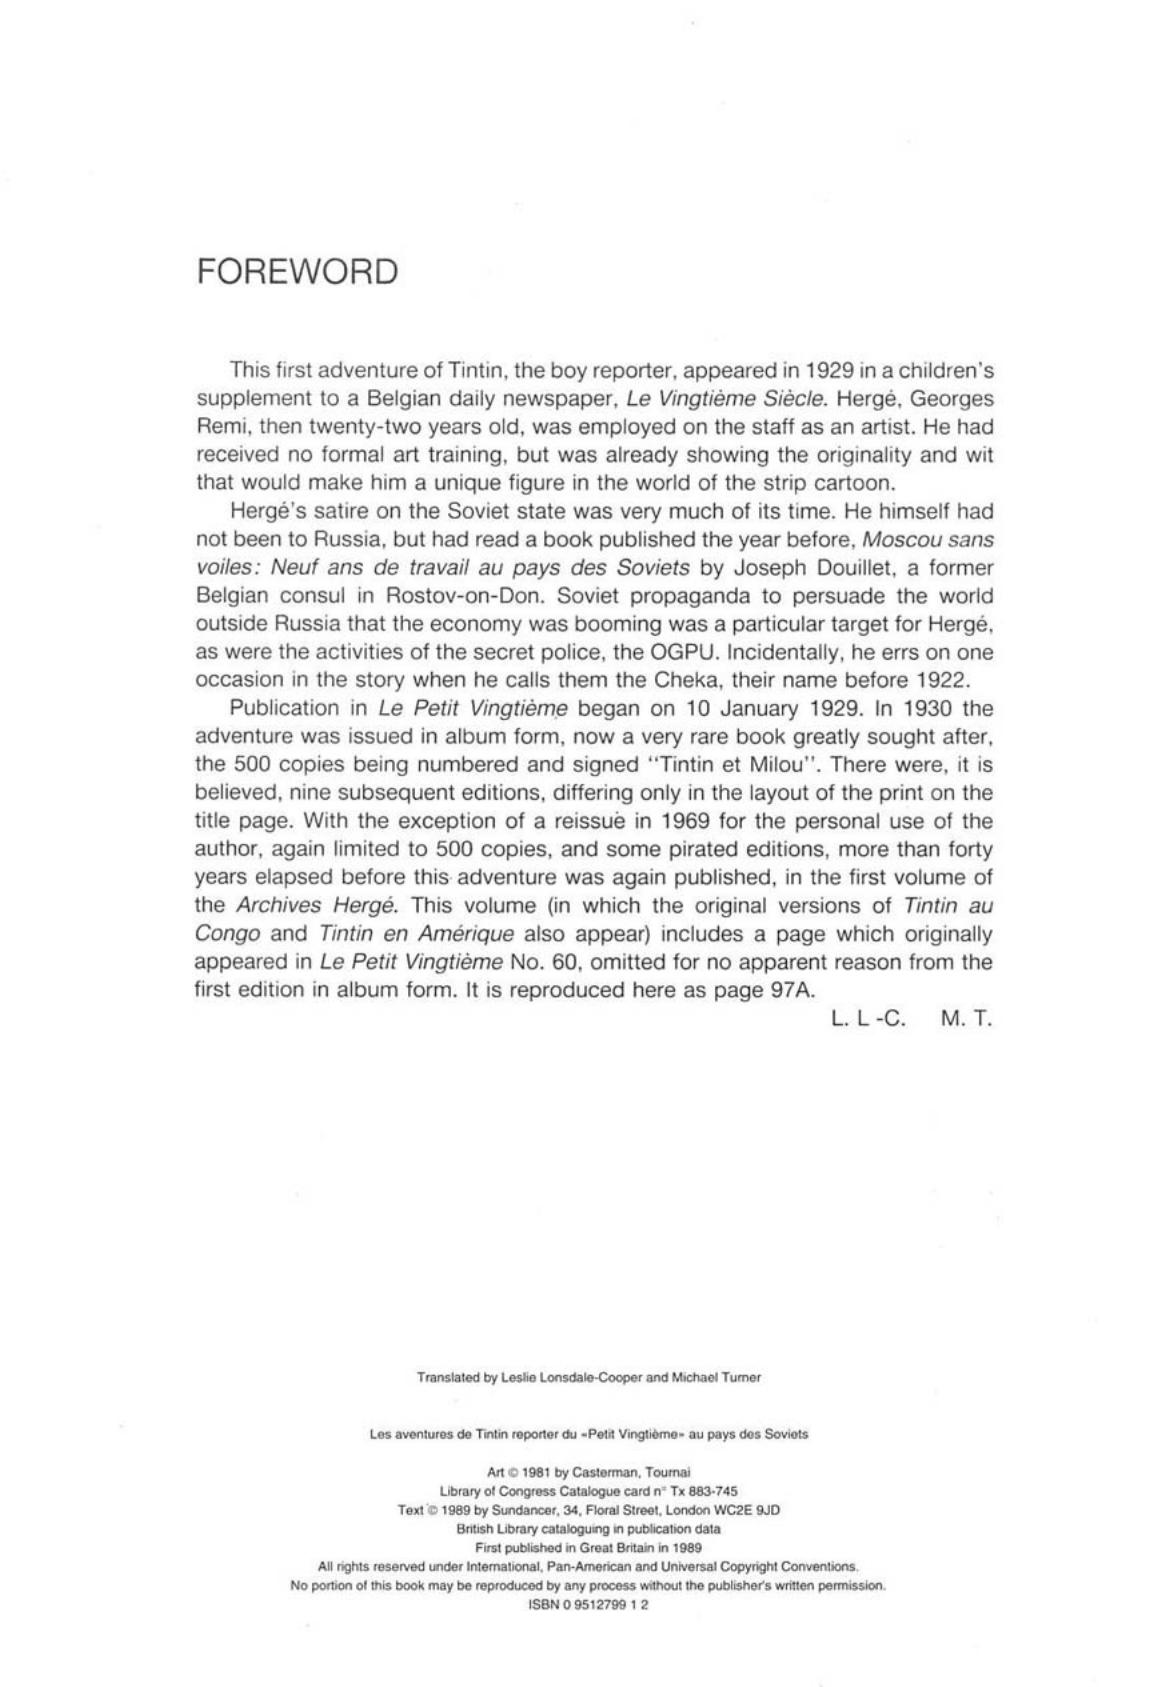 FOREWORD
This first adventure of Tintin, the boy reporter, appeared in 1929 in a children's
supplement to a Belgian daily newspaper, Le Vingtième Siècle. Hergé, Georges
Remi, then twenty-two years old, was employed on the staff as an artist. He had
received no formal art training, but was already showing the originality and wit
that would make him a unique figure in the world of the strip cartoon.
Hergé's satire on the Soviet state was very much of its time. He himself had
not been to Russia, but had read a book published the year before, Moscou sans
voiles: Neuf ans de travail au pays des Soviets by Joseph Douillet, a former
Belgian consul in Rostov-on-Don. Soviet propaganda to persuade the world
outside Russia that the economy was booming was a particular target for Hergé,
as were the activities of the secret police, the OGPU. Incidentally, he errs on one
occasion in the story when he calls them the Cheka, their name before 1922.
Publication in Le Petit Vingtième began on 10 January 1929. In 1930 the
adventure was issued in album form, now a very rare book greatly sought after,
the 500 copies being numbered and signed "Tintin et Milou". There were, it is
believed, nine subsequent editions, differing only in the layout of the print on the
title page. With the exception of a reissue in 1969 for the personal use of the
author, again limited to 500 copies, and some pirated editions, more than forty
years elapsed before this adventure was again published, in the first volume of
the Archives Hergé. This volume (in which the original versions of Tintin au
Congo and Tintin en Amérique also appear) includes a page which originally
appeared in Le Petit Vingtième No. 60, omitted for no apparent reason from the
first edition in album form. It is reproduced here as page 97A.
L. L -C. M. T.
Translated by Leslie Lonsdale-Cooper and Michael Turner
Les aventures de Tintin reporter du «Petit Vingtième» au pays des Soviets
Art © 1981 by Casterman, Tournai
Library of Congress Catalogue card n° Tx 883-745
Text © 1989 by Sundancer, 34, Floral Street, London WC2E 9JD
British Library cataloguing in publication data
First published in Great Britain in 1989
All rights reserved under International, Pan-American and Universal Copyright Conventions.
No portion of this book may be reproduced by any process without the publisher's written permission.
ISBN 0 9512799 1 2